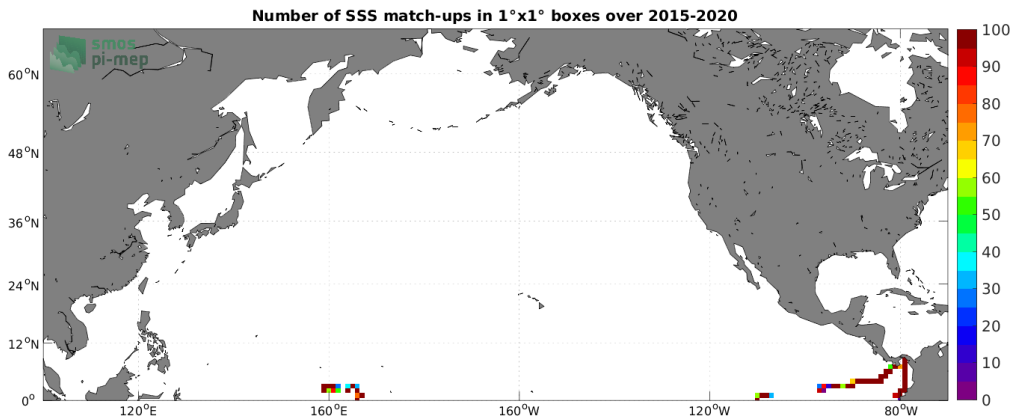 Number of SSS match-ups in 1°x1° boxes over 2015-2020
smos
pi-mep
60°N
48°N
36°N
24°N
12°N
0°
120°E
160°E
160°W
120°W
80°W
100
90
80
70
60
50
40
30
20
10
0